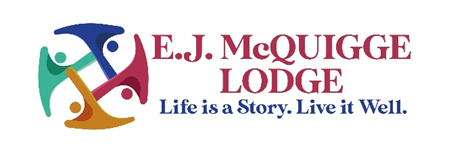 E.J. McQUIGGE
LODGE
Life is a Story. Live it Well.